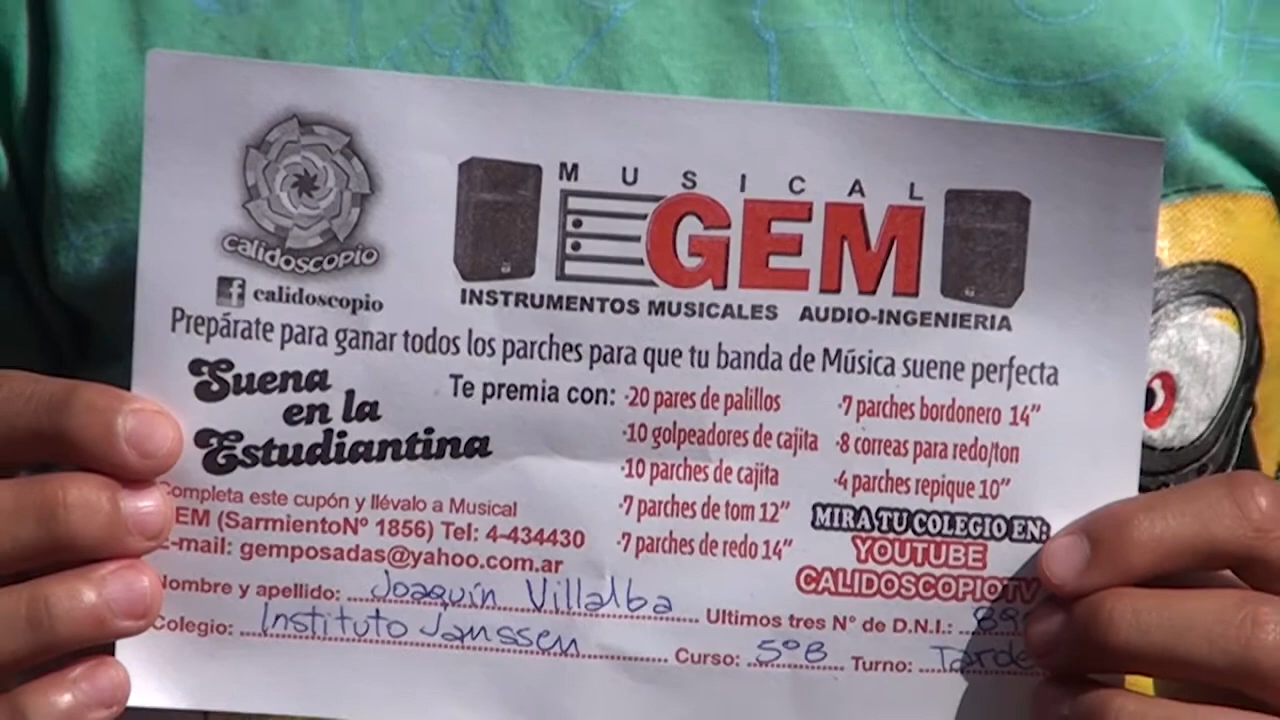 calidoscopio
f calidoscopio
MUSICAL
GEM
INSTRUMENTOS MUSICALES AUDIO-INGENIERIA
Prepárate para ganar todos los parches para que tu banda de Música suene perfecta
Suena
en la
Estudiantina
Te premia con:
·20 pares de palillos
·10 golpeadores de cajita
·10 parches de cajita
·7 parches de tom 12"
·7 parches de redo 14"
·7 parches bordonero 14"
·8 correas para redo/ton
·4 parches repique 10"
MIRA TU COLEGIO EN:
YOUTUBE
CALIDOSCOPIOTV
Completa este cupón y llévalo a Musical
GEM (SarmientoNº 1856) Tel: 4-434430
E-mail: gemposadas@yahoo.com.ar
Nombre y apellido: Joaquín Villalba Ultimos tres N° de D.N.I.:
Colegio: Instituto Janssen Curso: 5°B Turno: Tarde